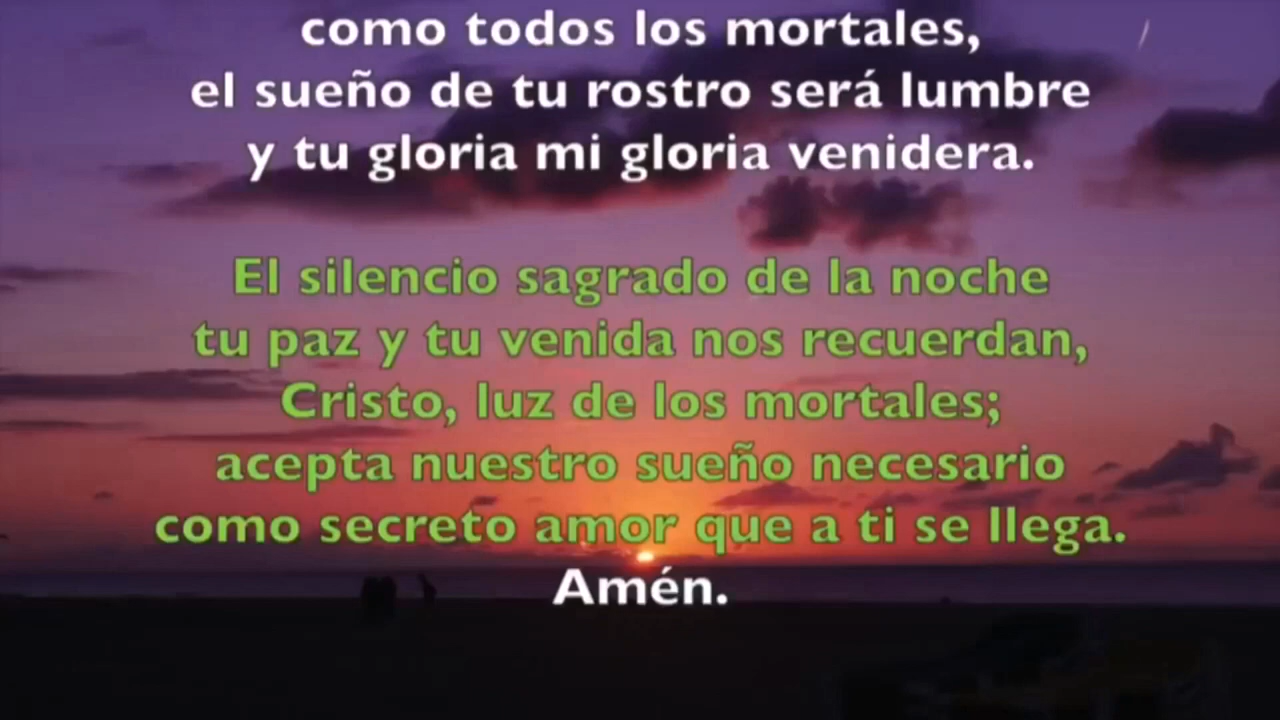 como todos los mortales,
el sueño de tu rostro será lumbre
y tu gloria mi gloria venidera.
El silencio sagrado de la noche
tu paz y tu venida nos recuerdan,
Cristo, luz de los mortales;
acepta nuestro sueño necesario
como secreto amor que a ti se llega.
Amén.